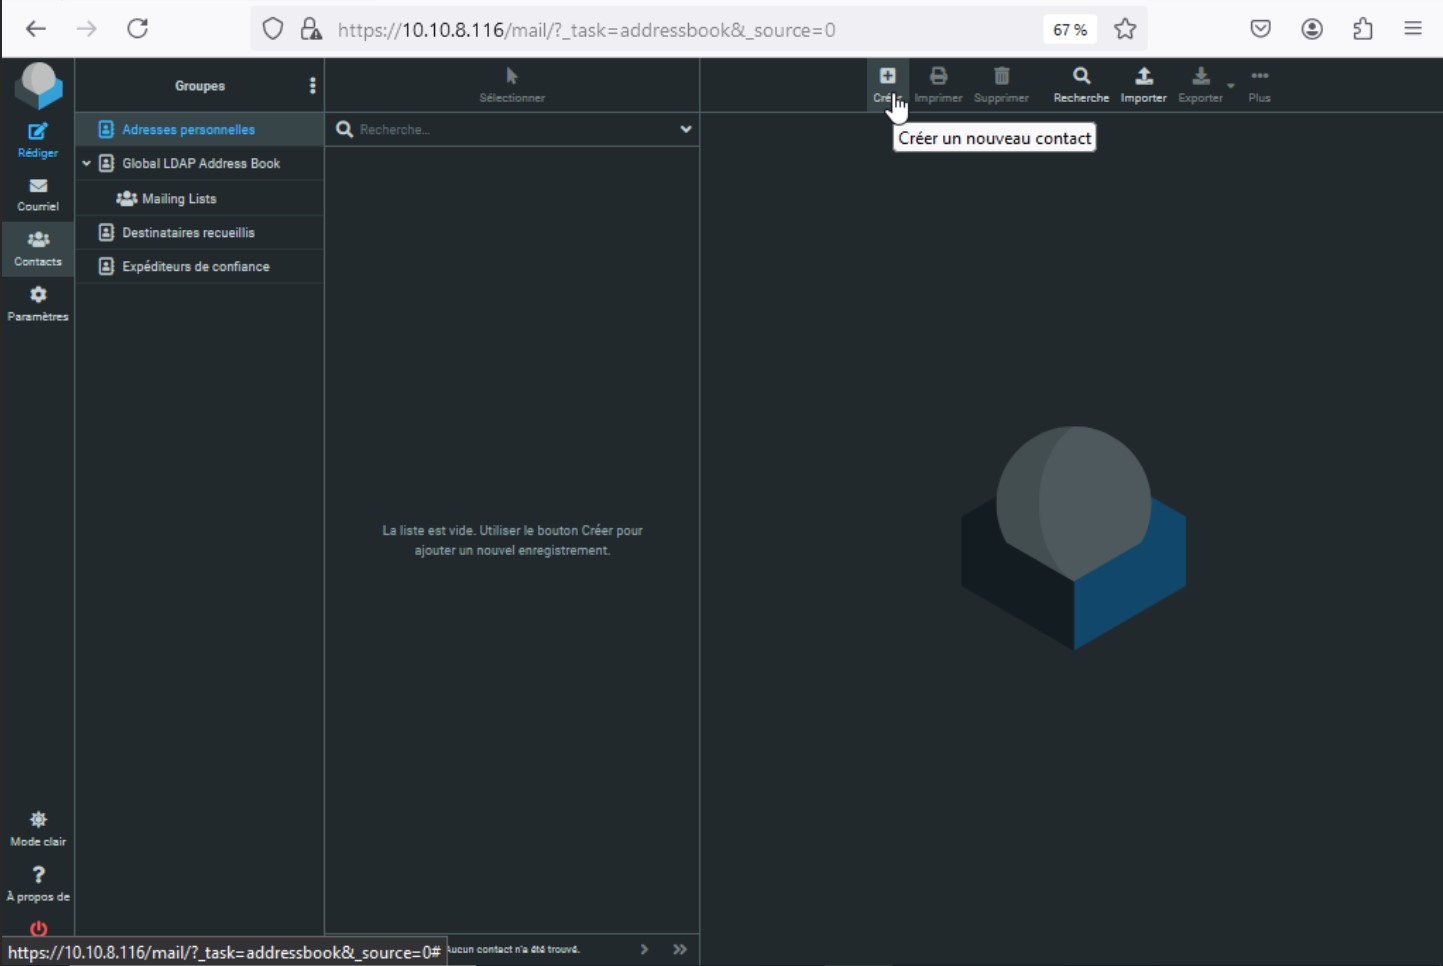 https://10.10.8.116/mail/?_task=addressbook&_source=0
67 %
Rédiger
Courriel
Contacts
Paramètres
Mode clair
À propos de
Groupes
Adresses personnelles
Global LDAP Address Book
Mailing Lists
Destinataires recueillis
Expéditeurs de confiance
Sélectionner
Recherche...
La liste est vide. Utiliser le bouton Créer pour
ajouter un nouvel enregistrement.
Aucun contact n'a été trouvé.
Créer
Imprimer
Supprimer
Recherche
Importer
Exporter
Plus
Créer un nouveau contact
https://10.10.8.116/mail/?_task=addressbook&_source=0#